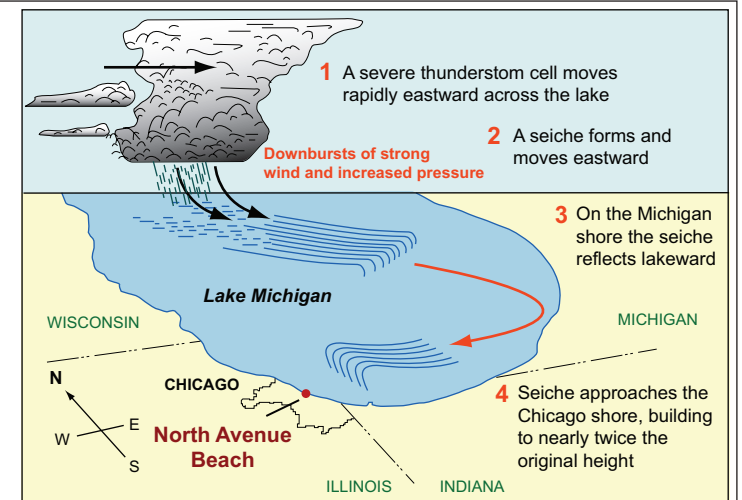 1 A severe thunderstom cell moves
rapidly eastward across the lake
2 A seiche forms and
moves eastward
Downbursts of strong
wind and increased pressure
3 On the Michigan
shore the seiche
reflects lakeward
Lake Michigan
WISCONSIN
MICHIGAN
N
E
W
S
CHICAGO
North Avenue
Beach
4 Seiche approaches the
Chicago shore, building
to nearly twice the
original height
ILLINOIS
INDIANA